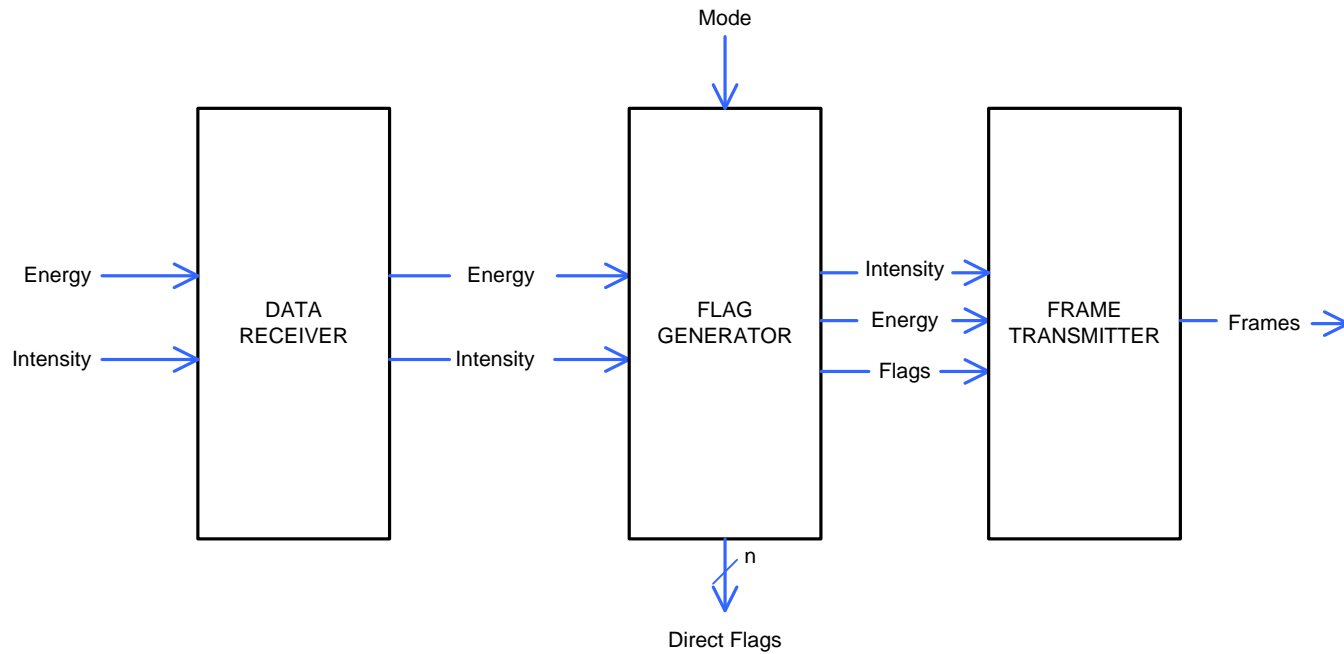 Mode
Energy
Intensity
DATA
RECEIVER
Energy
Intensity
FLAG
GENERATOR
Intensity
Energy
Flags
FRAME
TRANSMITTER
Frames
n
Direct Flags